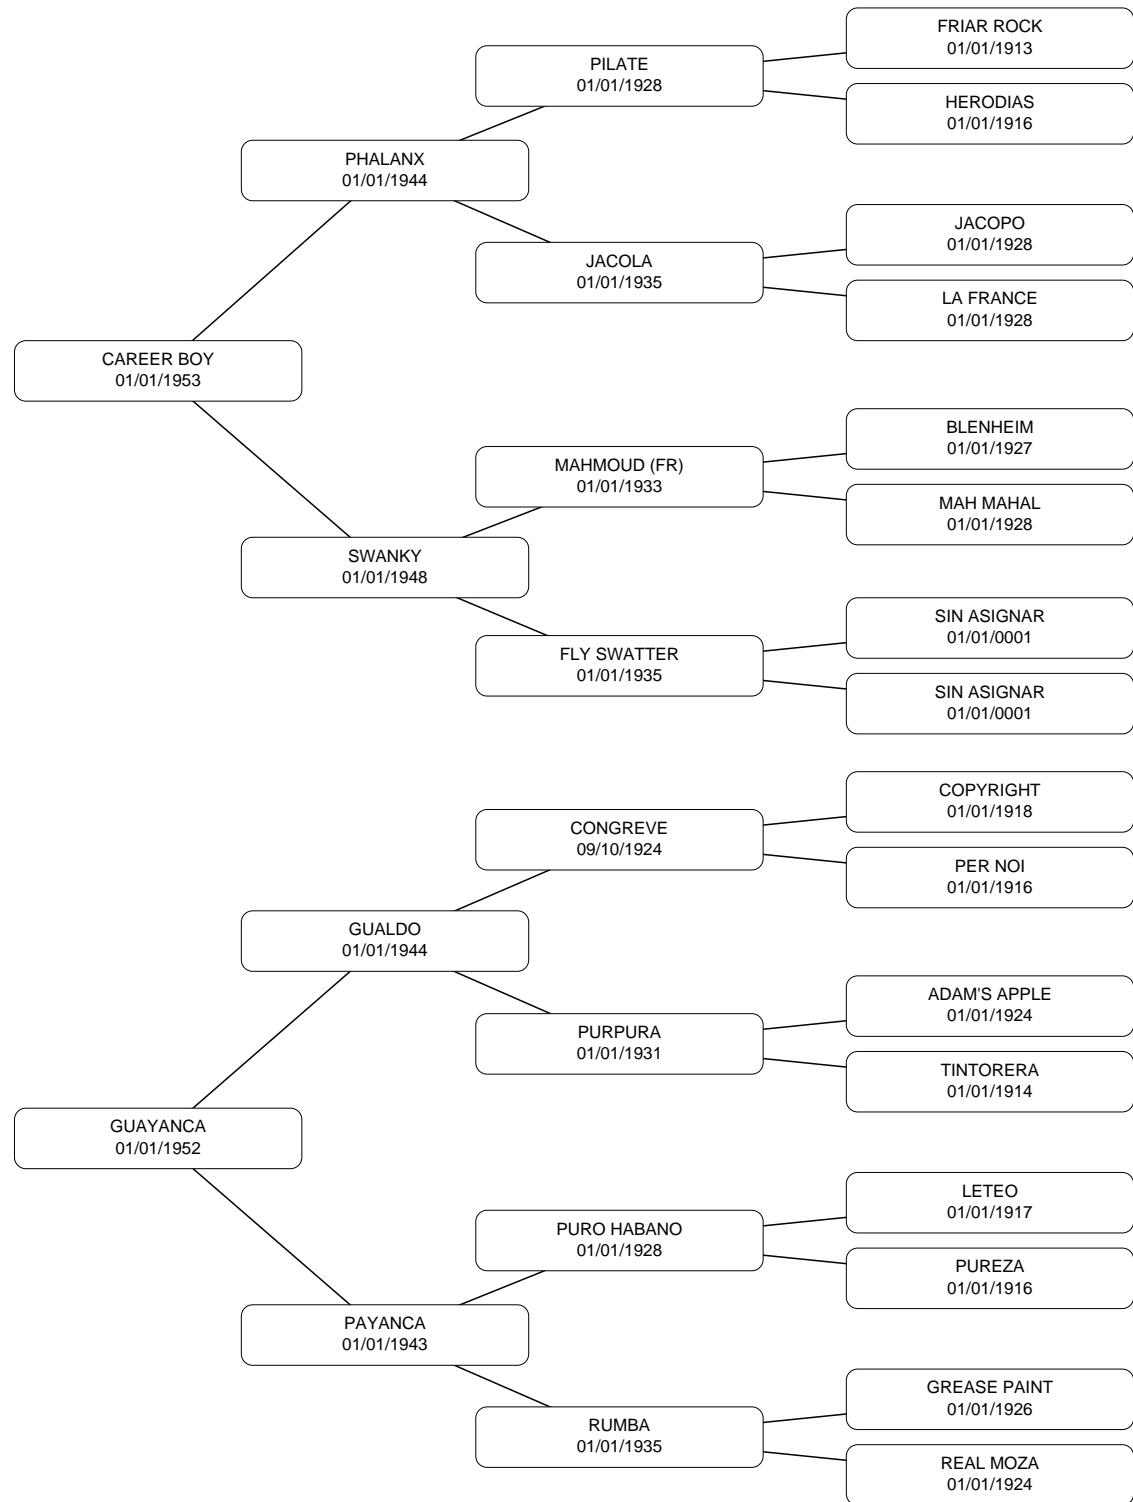 FRIAR ROCK
01/01/1913
PILATE
01/01/1928
HERODIAS
01/01/1916
PHALANX
01/01/1944
JACOPO
01/01/1928
JACOLA
01/01/1935
LA FRANCE
01/01/1928
CAREER BOY
01/01/1953
BLENHEIM
01/01/1927
MAHMOUD (FR)
01/01/1933
MAH MAHAL
01/01/1928
SWANKY
01/01/1948
SIN ASIGNAR
01/01/0001
FLY SWATTER
01/01/1935
SIN ASIGNAR
01/01/0001
COPYRIGHT
01/01/1918
CONGREVE
09/10/1924
PER NOI
01/01/1916
GUALDO
01/01/1944
ADAM'S APPLE
01/01/1924
PURPURA
01/01/1931
TINTORERA
01/01/1914
GUAYANCA
01/01/1952
LETEO
01/01/1917
PURO HABANO
01/01/1928
PUREZA
01/01/1916
PAYANCA
01/01/1943
GREASE PAINT
01/01/1926
RUMBA
01/01/1935
REAL MOZA
01/01/1924